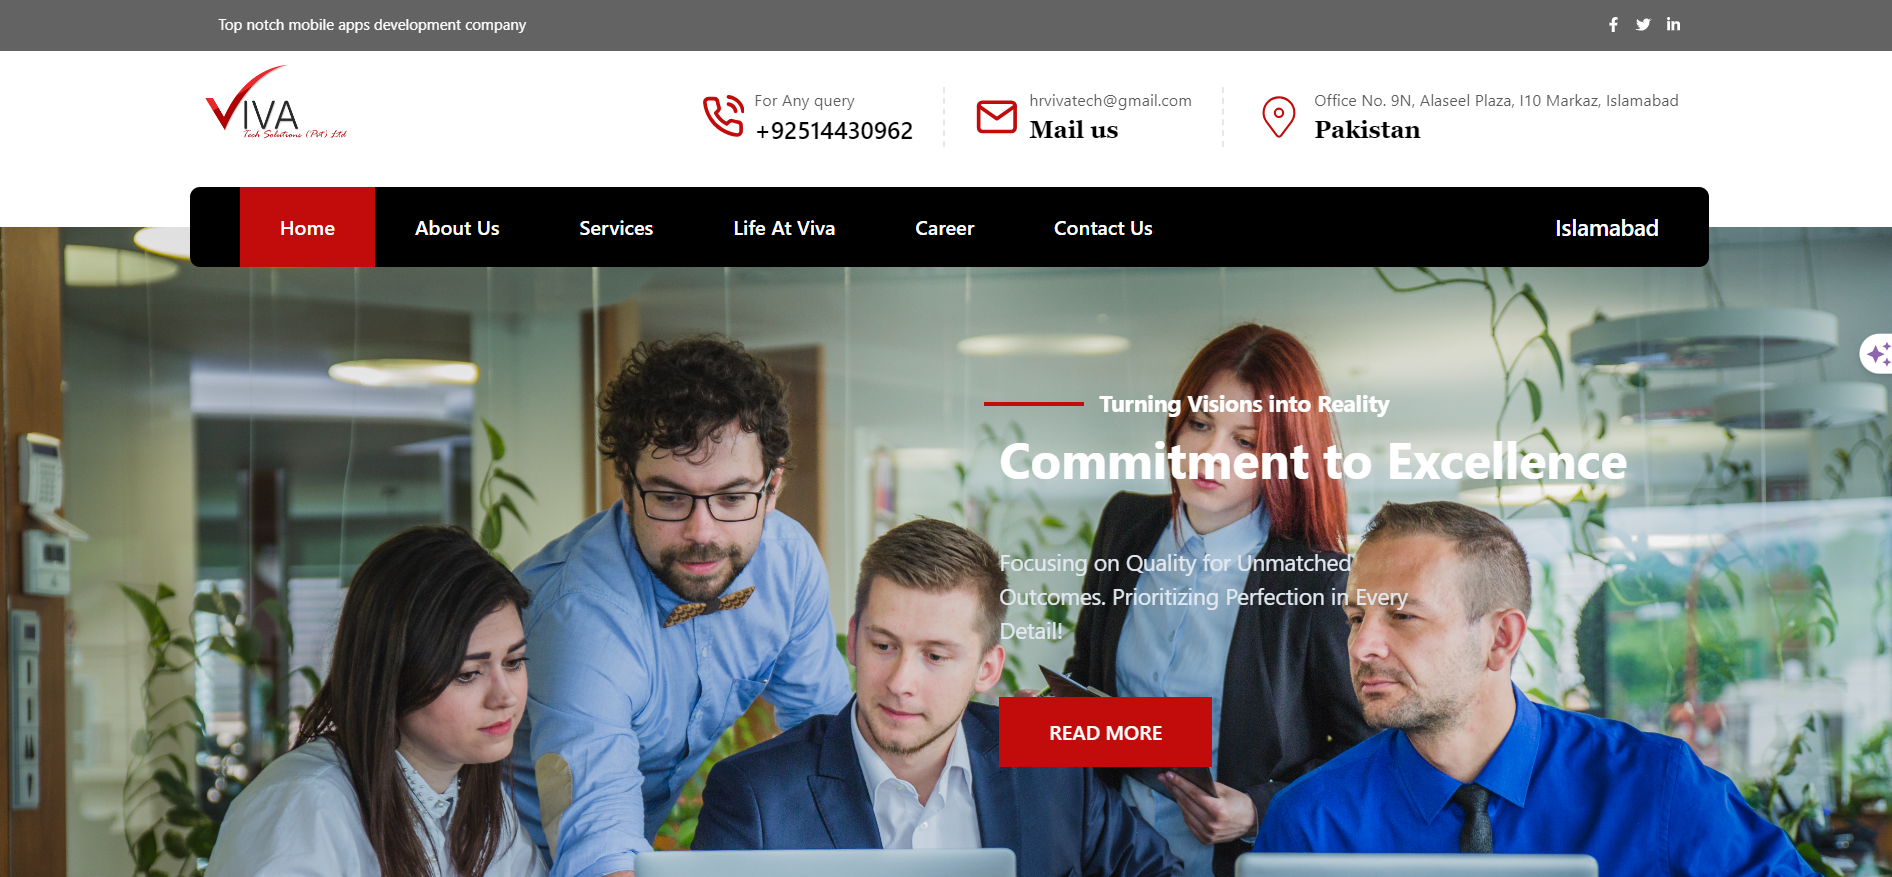 Top notch mobile apps development company
VIVA
Tech Solutions (Pvt) Ltd
For Any query
+92514430962
hrvivatech@gmail.com
Mail us
Office No. 9N, Alaseel Plaza, I10 Markaz, Islamabad
Pakistan
Home
About Us
Services
Life At Viva
Career
Contact Us
Islamabad
Turning Visions into Reality
Commitment to Excellence
Focusing on Quality for Unmatched
Outcomes. Prioritizing Perfection in Every
Detail!
READ MORE